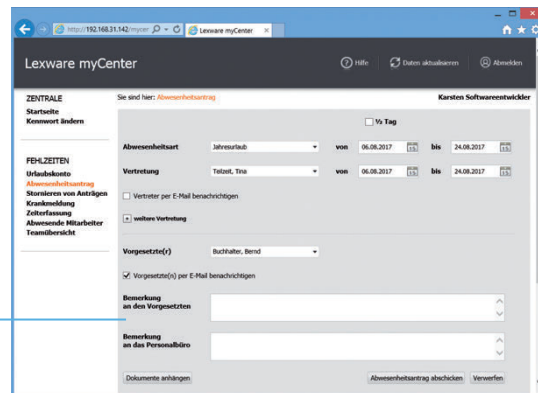 http://192.168.31.142/mycer
Lexware myCenter
Lexware myCenter
Hilfe
Daten aktualisieren
Abmelden
ZENTRALE
Startseite
Kennwort ändern
FEHLZEITEN
Urlaubskonto
Abwesenheitsantrag
Stornieren von Anträgen
Krankmeldung
Zeiterfassung
Abwesende Mitarbeiter
Teamübersicht
Sie sind hier: Abwesenheitsantrag
Karsten Softwareentwickler
½ Tag
Abwesenheitsart Jahresurlaub von 06.08.2017 bis 24.08.2017
Vertretung Teilzeit, Tina von 06.08.2017 bis 24.08.2017
Vertreter per E-Mail benachrichtigen
weitere Vertretung
Vorgesetzte(r) Buchhalter, Bernd
Vorgesetzte(n) per E-Mail benachrichtigen
Bemerkung
an den Vorgesetzten
Bemerkung
an das Personalbüro
Dokumente anhängen Abwesenheitsantrag abschicken Verwerfen